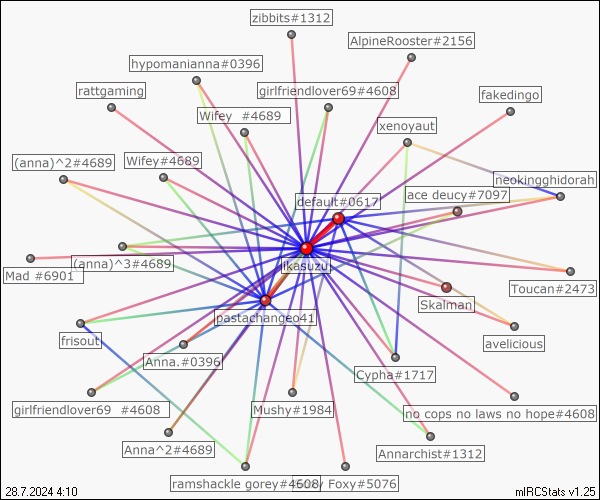 zibbits#1312
AlpineRooster#2156
hypomanianna#0396
rattgaming
girlfriendlover69#4608
fakedingo
Wifey #4689
xenoyaut
(anna)^2#4689
Wifey#4689
neokingghidorah
ace deucy#7097
default#0617
(anna)^3#4689
jikasuzu
Mad #6901
Toucan#2473
Skalman
pastachangeo41
frisout
avelicious
Anna.#0396
Cypha#1717
girlfriendlover69 #4608
Mushy#1984
no cops no laws no hope#4608
Anna^2#4689
Annarchist#1312
ramshackle gorey#4608
Foxy#5076
28.7.2024 4:10
mIRCStats v1.25